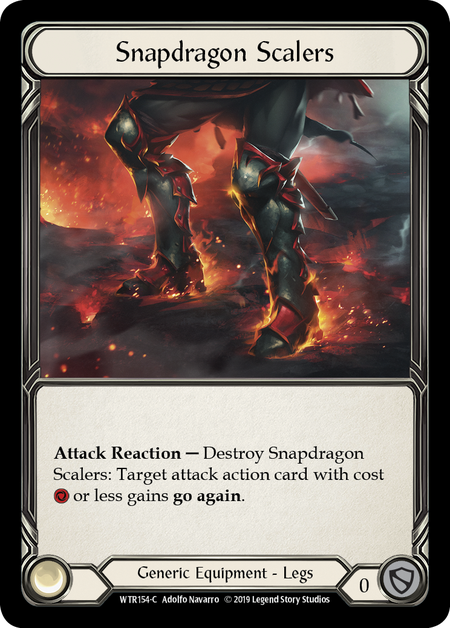 Snapdragon Scalers
Attack Reaction — Destroy Snapdragon
Scalers: Target attack action card with cost
or less gains go again.
Generic Equipment - Legs
0
WTR154-C Adolfo Navarro © 2019 Legend Story Studios